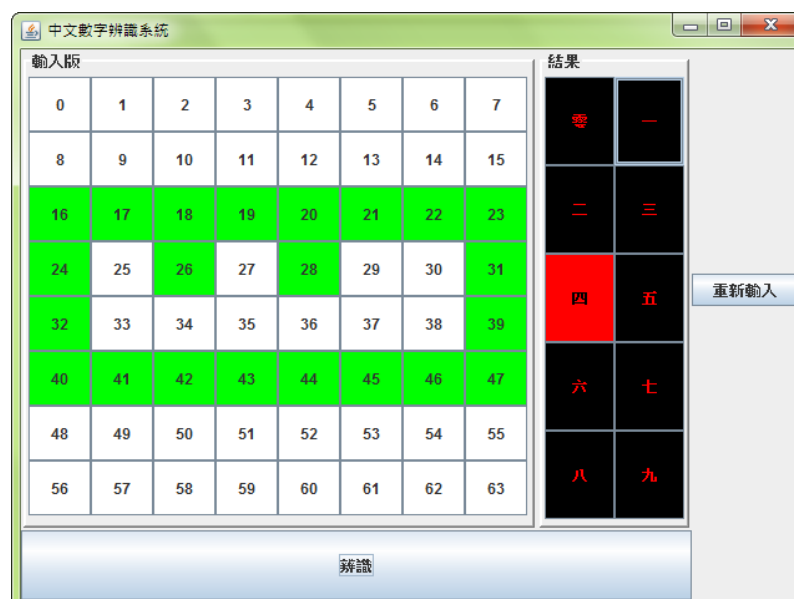 中文數字辨識系統
輸入版
0 1 2 3 4 5 6 7
8 9 10 11 12 13 14 15
16 17 18 19 20 21 22 23
24 25 26 27 28 29 30 31
32 33 34 35 36 37 38 39
40 41 42 43 44 45 46 47
48 49 50 51 52 53 54 55
56 57 58 59 60 61 62 63
結果
零 一
二 三
四 五
六 七
八 九
重新輸入
辨識